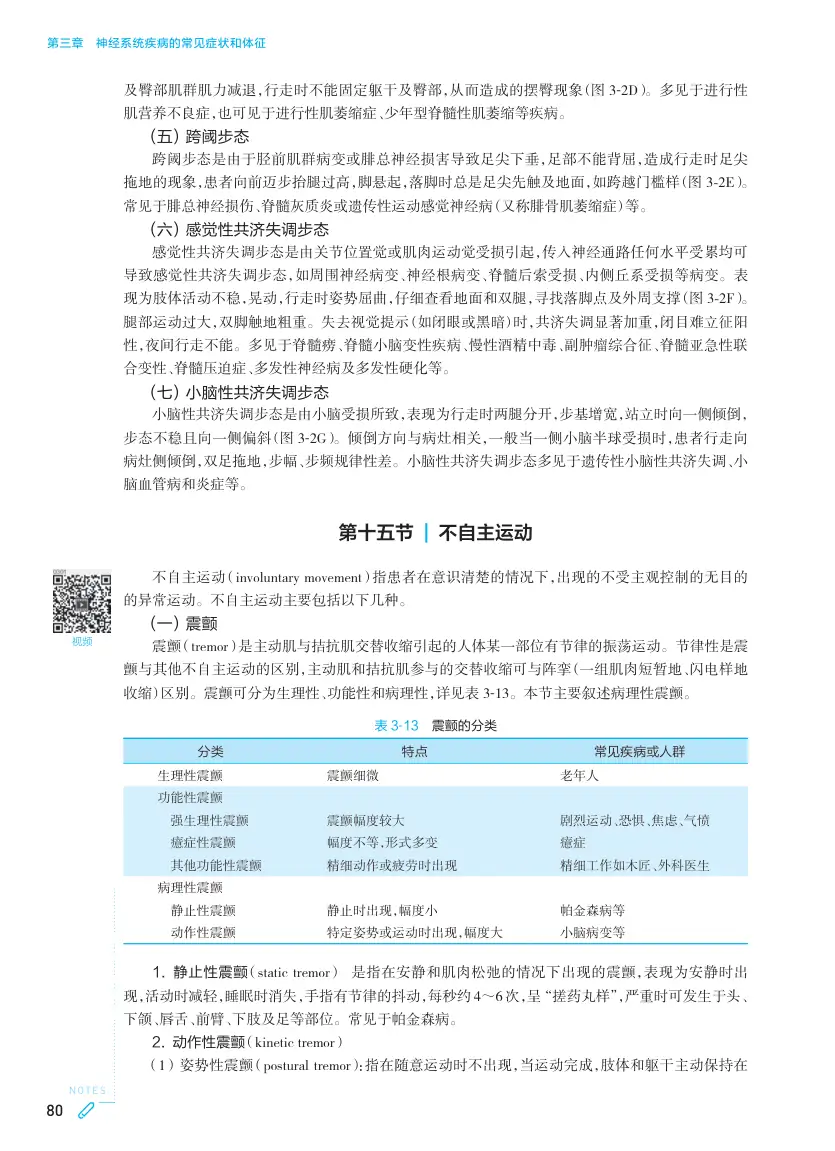 第三章 神经系统疾病的常见症状和体征
及臀部肌群肌力减退,行走时不能固定躯干及臀部,从而造成的摆臀现象(图 3-2D)。多见于进行性
肌营养不良症,也可见于进行性肌萎缩症、少年型脊髓性肌萎缩等疾病。
(五)跨阈步态
跨阈步态是由于胫前肌群病变或腓总神经损害导致足尖下垂,足部不能背屈,造成行走时足尖
拖地的现象,患者向前迈步抬腿过高,脚悬起,落脚时总是足尖先触及地面,如跨越门槛样(图 3-2E)。
常见于腓总神经损伤、脊髓灰质炎或遗传性运动感觉神经病(又称腓骨肌萎缩症)等。
(六)感觉性共济失调步态
感觉性共济失调步态是由关节位置觉或肌肉运动觉受损引起,传入神经通路任何水平受累均可
导致感觉性共济失调步态,如周围神经病变、神经根病变、脊髓后索受损、内侧丘系受损等病变。表
现为肢体活动不稳,晃动,行走时姿势屈曲,仔细查看地面和双腿,寻找落脚点及外周支撑(图 3-2F)。
腿部运动过大,双脚触地粗重。失去视觉提示(如闭眼或黑暗)时,共济失调显著加重,闭目难立征阳
性,夜间行走不能。多见于脊髓痨、脊髓小脑变性疾病、慢性酒精中毒、副肿瘤综合征、脊髓亚急性联
合变性、脊髓压迫症、多发性神经病及多发性硬化等。
(七)小脑性共济失调步态
小脑性共济失调步态是由小脑受损所致,表现为行走时两腿分开,步基增宽,站立时向一侧倾倒,
步态不稳且向一侧偏斜(图 3-2G)。倾倒方向与病灶相关,一般当一侧小脑半球受损时,患者行走向
病灶侧倾倒,双足拖地,步幅、步频规律性差。小脑性共济失调步态多见于遗传性小脑性共济失调、小
脑血管病和炎症等。
第十五节 | 不自主运动
不自主运动(involuntary movement)指患者在意识清楚的情况下,出现的不受主观控制的无目的
的异常运动。不自主运动主要包括以下几种。
视频
(一)震颤
震颤(tremor)是主动肌与拮抗肌交替收缩引起的人体某一部位有节律的振荡运动。节律性是震
颤与其他不自主运动的区别,主动肌和拮抗肌参与的交替收缩可与阵挛(一组肌肉短暂地、闪电样地
收缩)区别。震颤可分为生理性、功能性和病理性,详见表 3-13。本节主要叙述病理性震颤。
表 3-13 震颤的分类
分类 特点 常见疾病或人群
生理性震颤 震颤细微 老年人
功能性震颤
强生理性震颤 震颤幅度较大 剧烈运动、恐惧、焦虑、气愤
癔症性震颤 幅度不等,形式多变 癔症
其他功能性震颤 精细动作或疲劳时出现 精细工作如木匠、外科医生
病理性震颤
静止性震颤 静止时出现,幅度小 帕金森病等
动作性震颤 特定姿势或运动时出现,幅度大 小脑病变等
1. 静止性震颤(static tremor) 是指在安静和肌肉松弛的情况下出现的震颤,表现为安静时出
现,活动时减轻,睡眠时消失,手指有节律的抖动,每秒约4～6次,呈“搓药丸样”,严重时可发生于头、
下颌、唇舌、前臂、下肢及足等部位。常见于帕金森病。
2. 动作性震颤(kinetic tremor)
(1)姿势性震颤(postural tremor):指在随意运动时不出现,当运动完成,肢体和躯干主动保持在
NOTES
80